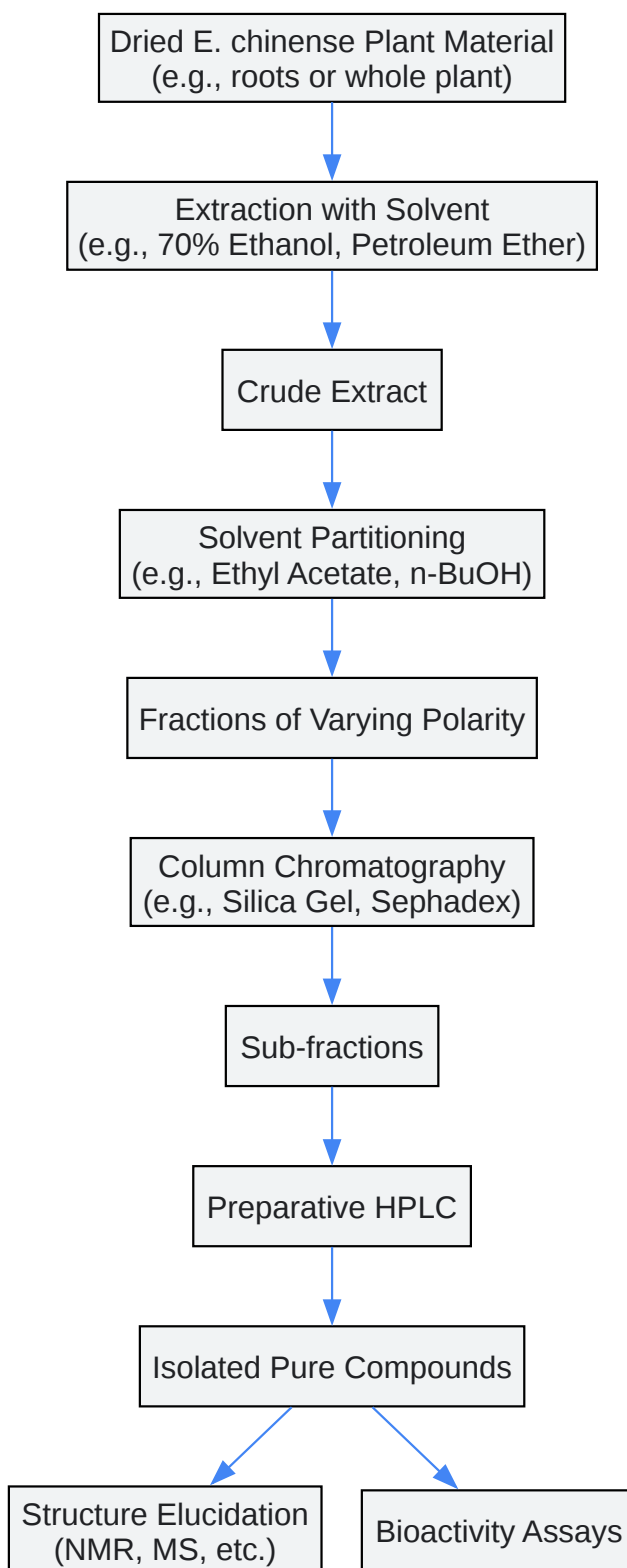 Dried E. chinense Plant Material
(e.g., roots or whole plant)
Extraction with Solvent
(e.g., 70% Ethanol, Petroleum Ether)
Crude Extract
Solvent Partitioning
(e.g., Ethyl Acetate, n-BuOH)
Fractions of Varying Polarity
Column Chromatography
(e.g., Silica Gel, Sephadex)
Sub-fractions
Preparative HPLC
Isolated Pure Compounds
Structure Elucidation
(NMR, MS, etc.)
Bioactivity Assays